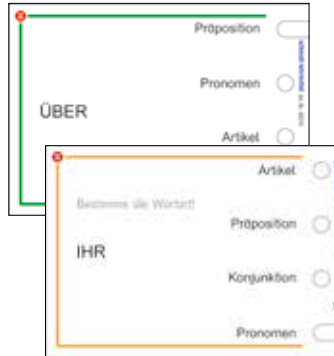 Präposition
Pronomen
ÜBER
Artikel
Artikel
Bestimme die Wortart!
Präposition
IHR
Konjunktion
Pronomen